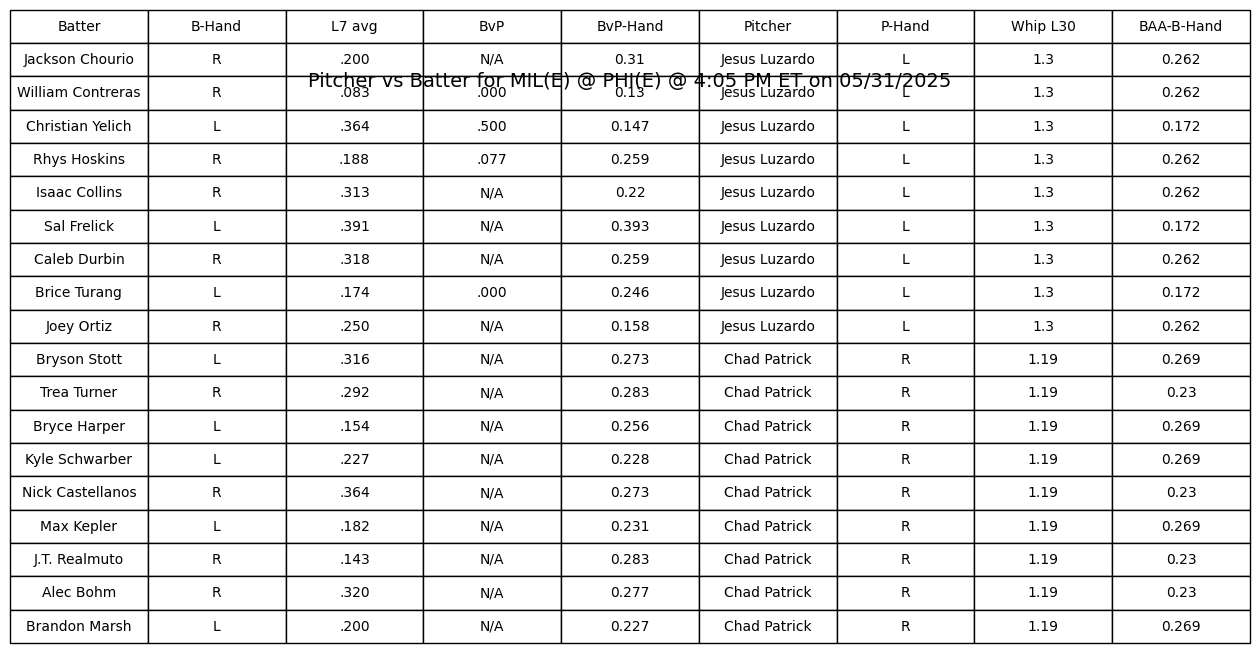 Batter B-Hand L7 avg BvP BvP-Hand Pitcher P-Hand Whip L30 BAA-B-Hand
Jackson Chourio R .200 N/A 0.31 Jesus Luzardo L 1.3 0.262
Pitcher vs Batter for MIL(E) @ PHI(E) @ 4:05 PM ET on 05/31/2025
William Contreras R .083 .000 0.13 Jesus Luzardo L 1.3 0.262
Christian Yelich L .364 .500 0.147 Jesus Luzardo L 1.3 0.172
Rhys Hoskins R .188 .077 0.259 Jesus Luzardo L 1.3 0.262
Isaac Collins R .313 N/A 0.22 Jesus Luzardo L 1.3 0.262
Sal Frelick L .391 N/A 0.393 Jesus Luzardo L 1.3 0.172
Caleb Durbin R .318 N/A 0.259 Jesus Luzardo L 1.3 0.262
Brice Turang L .174 .000 0.246 Jesus Luzardo L 1.3 0.172
Joey Ortiz R .250 N/A 0.158 Jesus Luzardo L 1.3 0.262
Bryson Stott L .316 N/A 0.273 Chad Patrick R 1.19 0.269
Trea Turner R .292 N/A 0.283 Chad Patrick R 1.19 0.23
Bryce Harper L .154 N/A 0.256 Chad Patrick R 1.19 0.269
Kyle Schwarber L .227 N/A 0.228 Chad Patrick R 1.19 0.269
Nick Castellanos R .364 N/A 0.273 Chad Patrick R 1.19 0.23
Max Kepler L .182 N/A 0.231 Chad Patrick R 1.19 0.269
J.T. Realmuto R .143 N/A 0.283 Chad Patrick R 1.19 0.23
Alec Bohm R .320 N/A 0.277 Chad Patrick R 1.19 0.23
Brandon Marsh L .200 N/A 0.227 Chad Patrick R 1.19 0.269